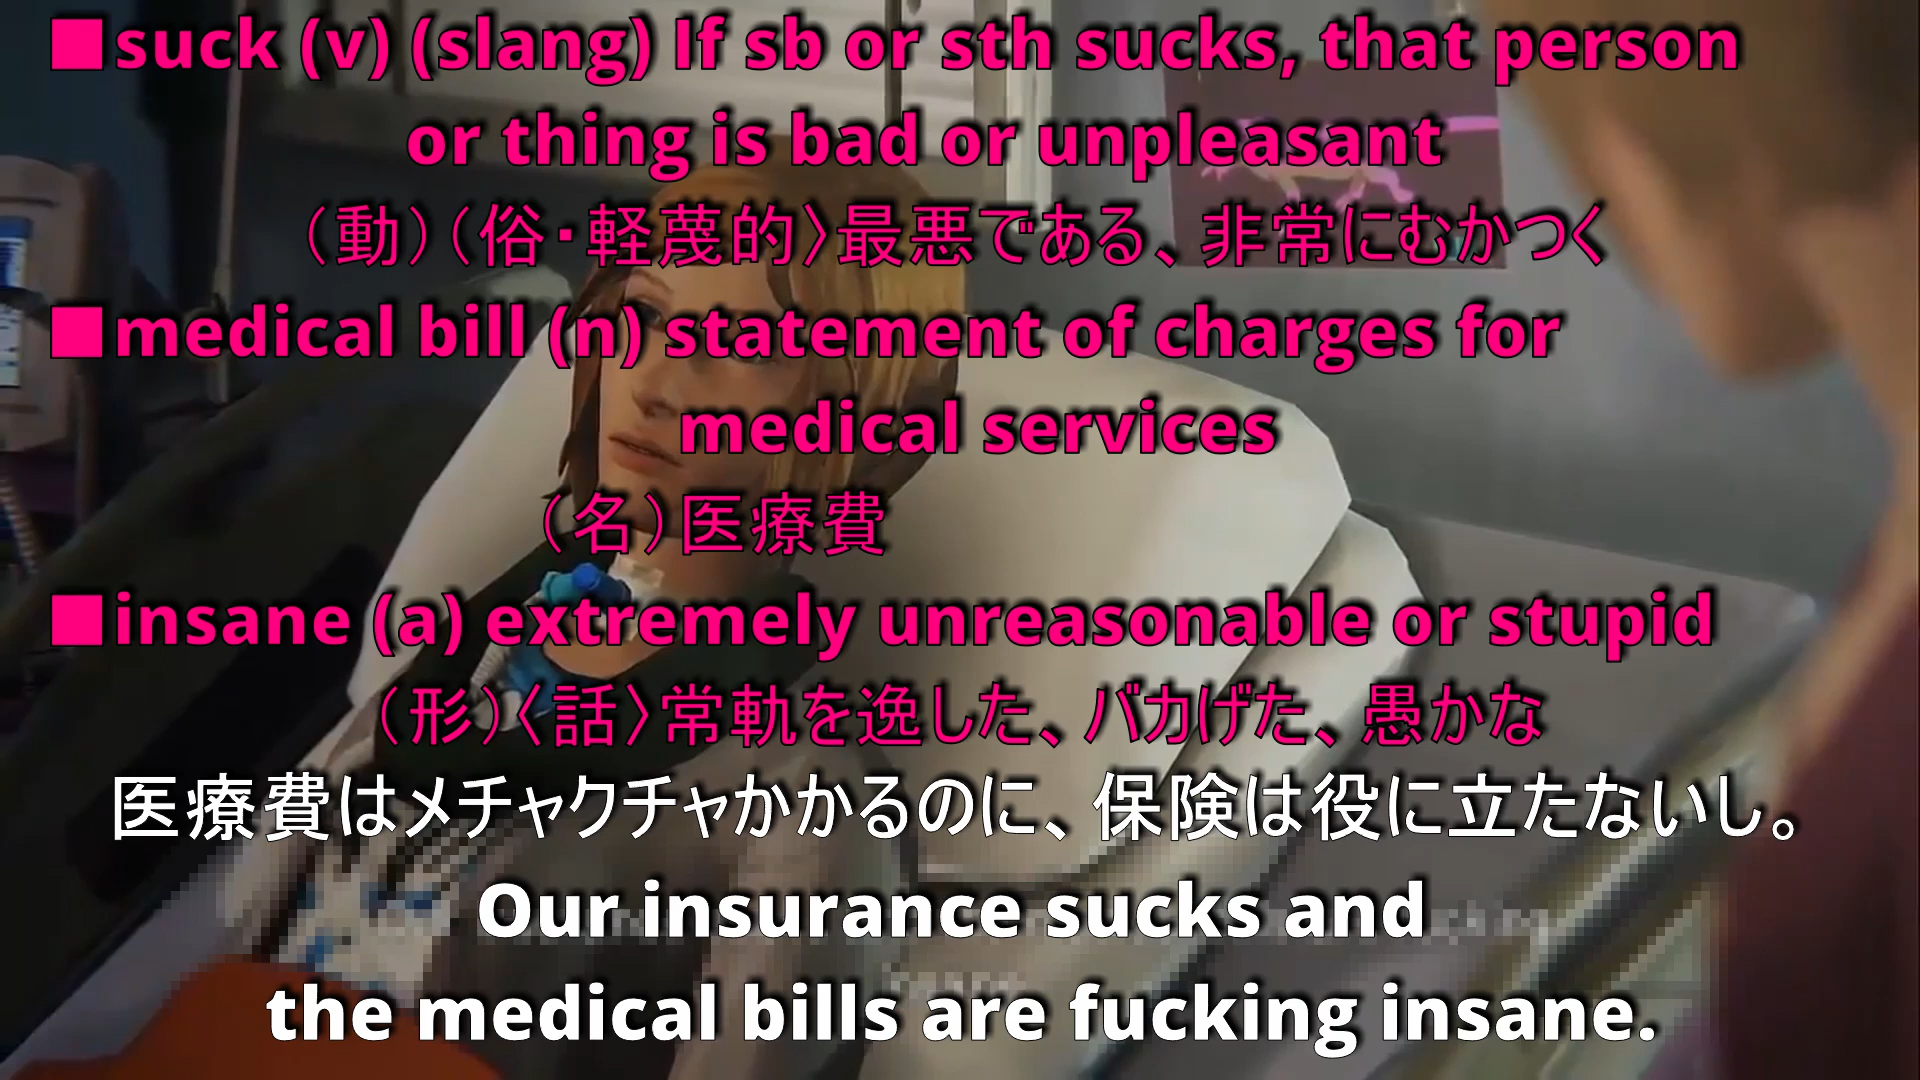 ■suck (v) (slang) If sb or sth sucks, that person
or thing is bad or unpleasant
（動）（俗・軽蔑的〉最悪である、非常にむかつく
■medical bill (n) statement of charges for
medical services
（名）医療費
■insane (a) extremely unreasonable or stupid
（形）〈話〉常軌を逸した、バカげた、愚かな
医療費はメチャクチャかかるのに、保険は役に立たないし。
Our insurance sucks and
the medical bills are fucking insane.